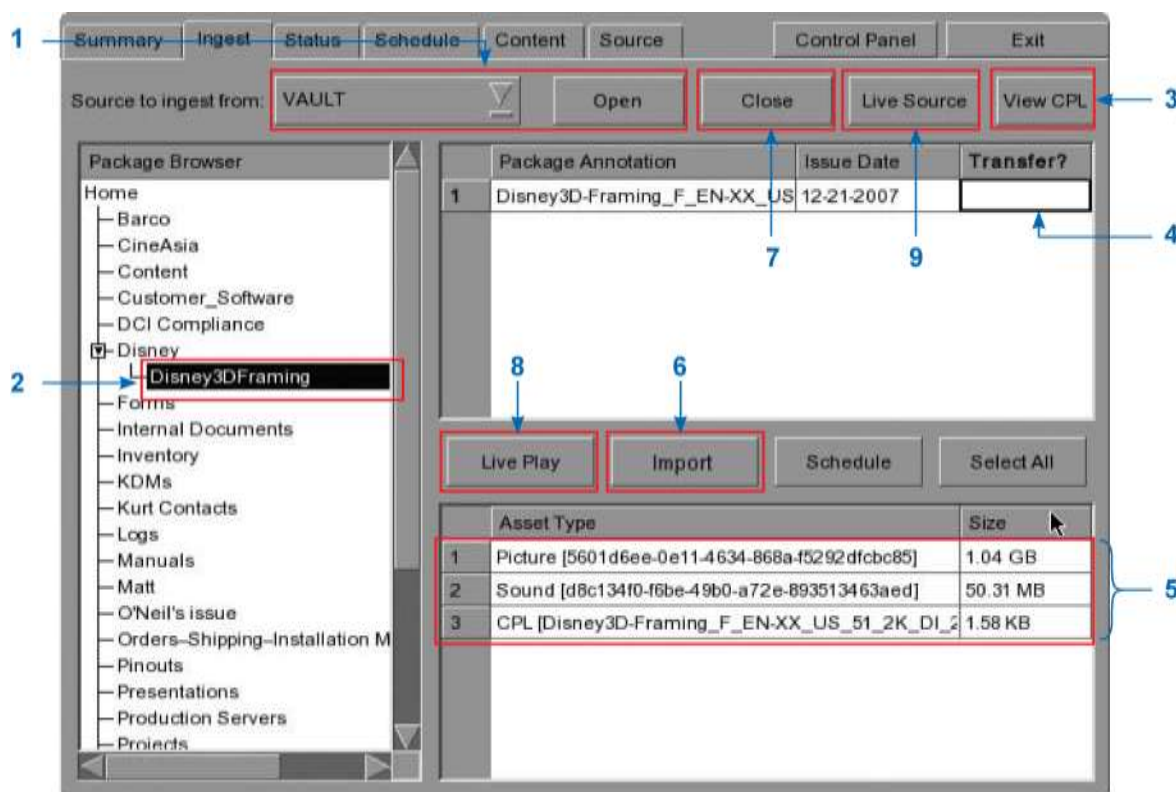 1
Summary
Ingest
Status
Schedule
Content
Source
Control Panel
Exit
Source to ingest from:
VAULT
Open
Close
Live Source
View CPL
3
Package Browser
Home
Barco
CineAsia
Content
Customer_Software
DCI Compliance
Disney
2
Disney3DFraming
Forms
Internal Documents
Inventory
KDMs
Kurt Contacts
Logs
Manuals
Matt
O'Neil's issue
Orders–Shipping–Installation M
Pinouts
Presentations
Production Servers
Projects
Package Annotation
Issue Date
Transfer?
1
Disney3D-Framing_F_EN-XX_US
12-21-2007
4
7
9
8
6
Live Play
Import
Schedule
Select All
Asset Type
Size
1
Picture [5601d6ee-0e11-4634-868a-f5292dfcbc85]
1.04 GB
2
Sound [d8c134f0-f6be-49b0-a72e-893513463aed]
50.31 MB
3
CPL [Disney3D-Framing_F_EN-XX_US_51_2K_DI_2
1.58 KB
5